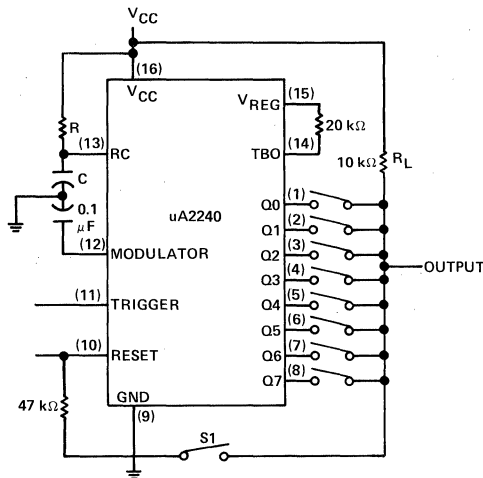 VCC
(16)
VCC
(15)
VREG
R
20 kΩ
(13)
RC
(14)
TBO
10 kΩ
RL
C
(1)
Q0
0.1
μF
uA2240
(2)
Q1
(12)
MODULATOR
(3)
Q2
OUTPUT
(4)
Q3
(11)
TRIGGER
(5)
Q4
(6)
Q5
(10)
RESET
(7)
Q6
(8)
Q7
47 kΩ
GND
(9)
S1